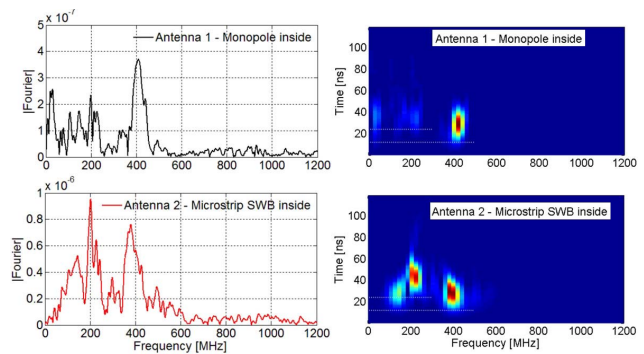 x 10⁻⁷
Antenna 1 - Monopole inside
|Fourier|
5
4
3
2
1
0
0 200 400 600 800 1000 1200
Antenna 1 - Monopole inside
Time [ns]
100
80
60
40
20
0 200 400 600 800 1000 1200
x 10⁻⁶
Antenna 2 - Microstrip SWB inside
|Fourier|
1
0.8
0.6
0.4
0.2
0
0 200 400 600 800 1000 1200
Frequency [MHz]
Antenna 2 - Microstrip SWB inside
Time [ns]
100
80
60
40
20
0 200 400 600 800 1000 1200
Frequency [MHz]